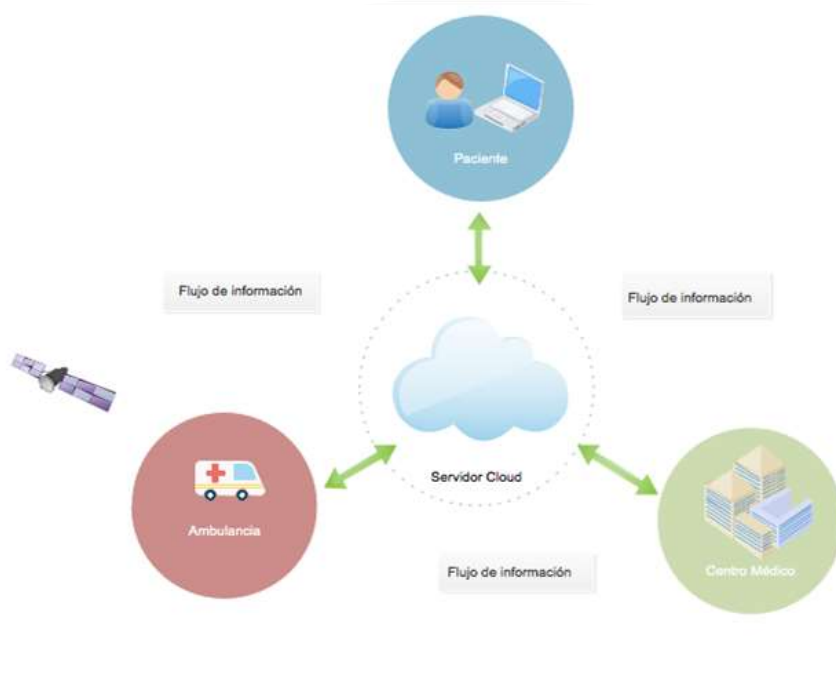 Paciente
Flujo de información
Flujo de información
Servidor Cloud
Ambulancia
Centro Médico
Flujo de información